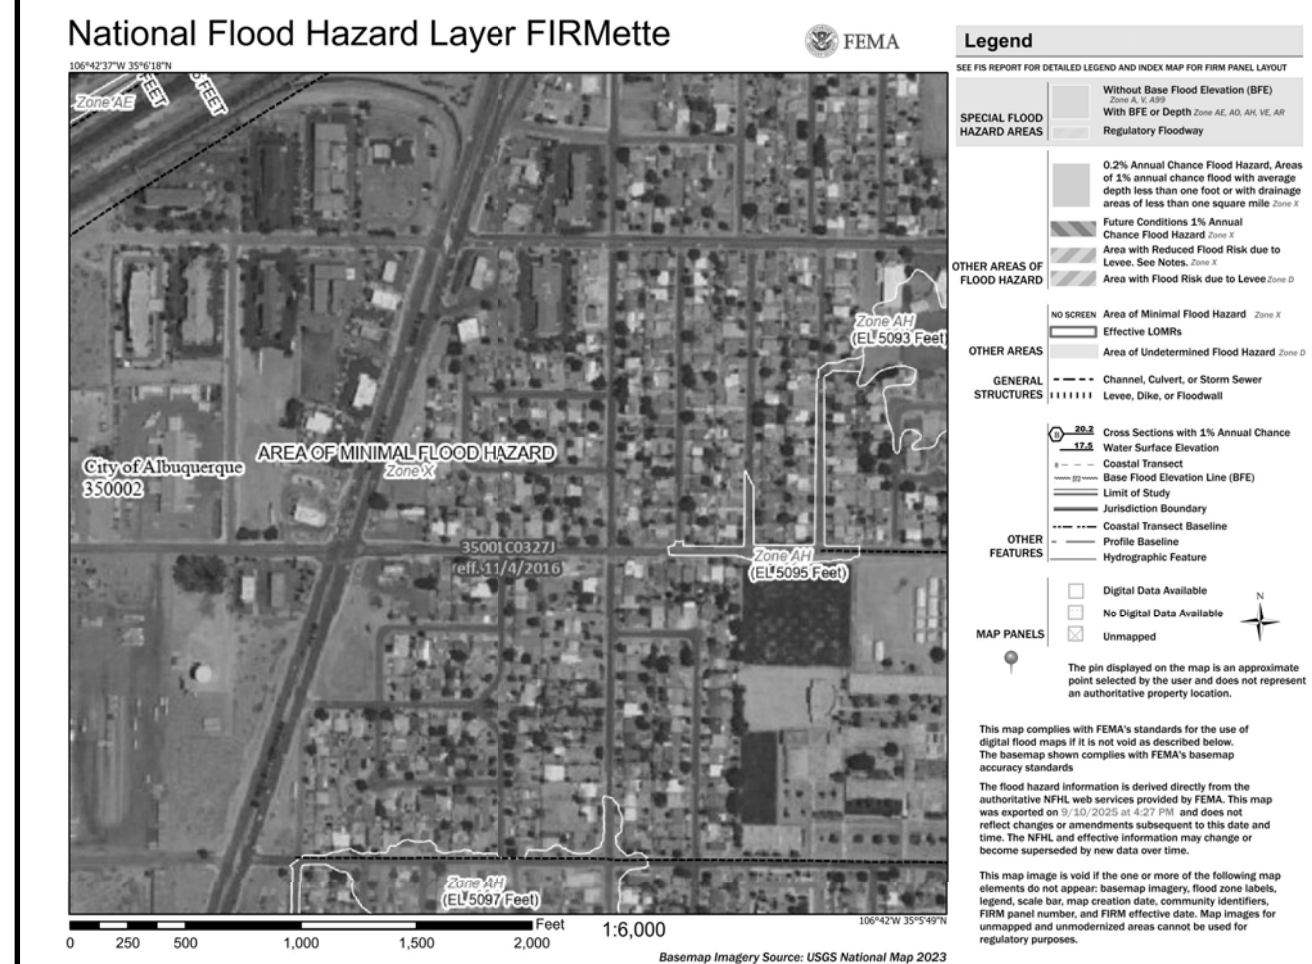 National Flood Hazard Layer FIRMette
FEMA
106°42'37"W 35°6'18"N
Zone AE
FEET
FEET
Zone AH
(EL 5093 Feet)
AREA OF MINIMAL FLOOD HAZARD
Zone X
City of Albuquerque
350002
35001C0327J
eff. 11/4/2016
Zone AH
(EL 5095 Feet)
Zone AH
(EL 5097 Feet)
106°42'W 35°5'49"N
0 250 500 1,000 1,500 2,000
Feet
1:6,000
Basemap Imagery Source: USGS National Map 2023
Legend
SEE FIS REPORT FOR DETAILED LEGEND AND INDEX MAP FOR FIRM PANEL LAYOUT
SPECIAL FLOOD
HAZARD AREAS
Without Base Flood Elevation (BFE)
Zone A, V, A99
With BFE or Depth Zone AE, AO, AH, VE, AR
Regulatory Floodway
OTHER AREAS OF
FLOOD HAZARD
0.2% Annual Chance Flood Hazard, Areas
of 1% annual chance flood with average
depth less than one foot or with drainage
areas of less than one square mile Zone X
Future Conditions 1% Annual
Chance Flood Hazard Zone X
Area with Reduced Flood Risk due to
Levee. See Notes. Zone X
Area with Flood Risk due to Levee Zone D
OTHER AREAS
NO SCREEN Area of Minimal Flood Hazard Zone X
Effective LOMRs
Area of Undetermined Flood Hazard Zone D
GENERAL
STRUCTURES
Channel, Culvert, or Storm Sewer
Levee, Dike, or Floodwall
OTHER
FEATURES
B 20.2 Cross Sections with 1% Annual Chance
17.5 Water Surface Elevation
8 Coastal Transect
Base Flood Elevation Line (BFE)
Limit of Study
Jurisdiction Boundary
Coastal Transect Baseline
Profile Baseline
Hydrographic Feature
MAP PANELS
Digital Data Available
No Digital Data Available
Unmapped
N
The pin displayed on the map is an approximate
point selected by the user and does not represent
an authoritative property location.
This map complies with FEMA's standards for the use of
digital flood maps if it is not void as described below.
The basemap shown complies with FEMA's basemap
accuracy standards
The flood hazard information is derived directly from the
authoritative NFHL web services provided by FEMA. This map
was exported on 9/10/2025 at 4:27 PM and does not
reflect changes or amendments subsequent to this date and
time. The NFHL and effective information may change or
become superseded by new data over time.
This map image is void if the one or more of the following map
elements do not appear: basemap imagery, flood zone labels,
legend, scale bar, map creation date, community identifiers,
FIRM panel number, and FIRM effective date. Map images for
unmapped and unmodernized areas cannot be used for
regulatory purposes.